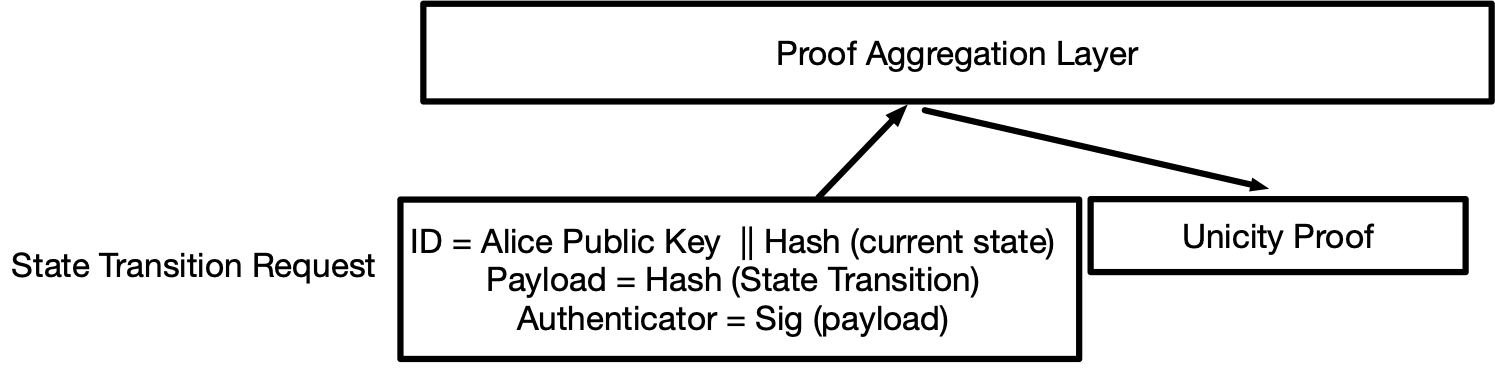 Proof Aggregation Layer
State Transition Request
ID = Alice Public Key || Hash (current state)
Payload = Hash (State Transition)
Authenticator = Sig (payload)
Unicity Proof